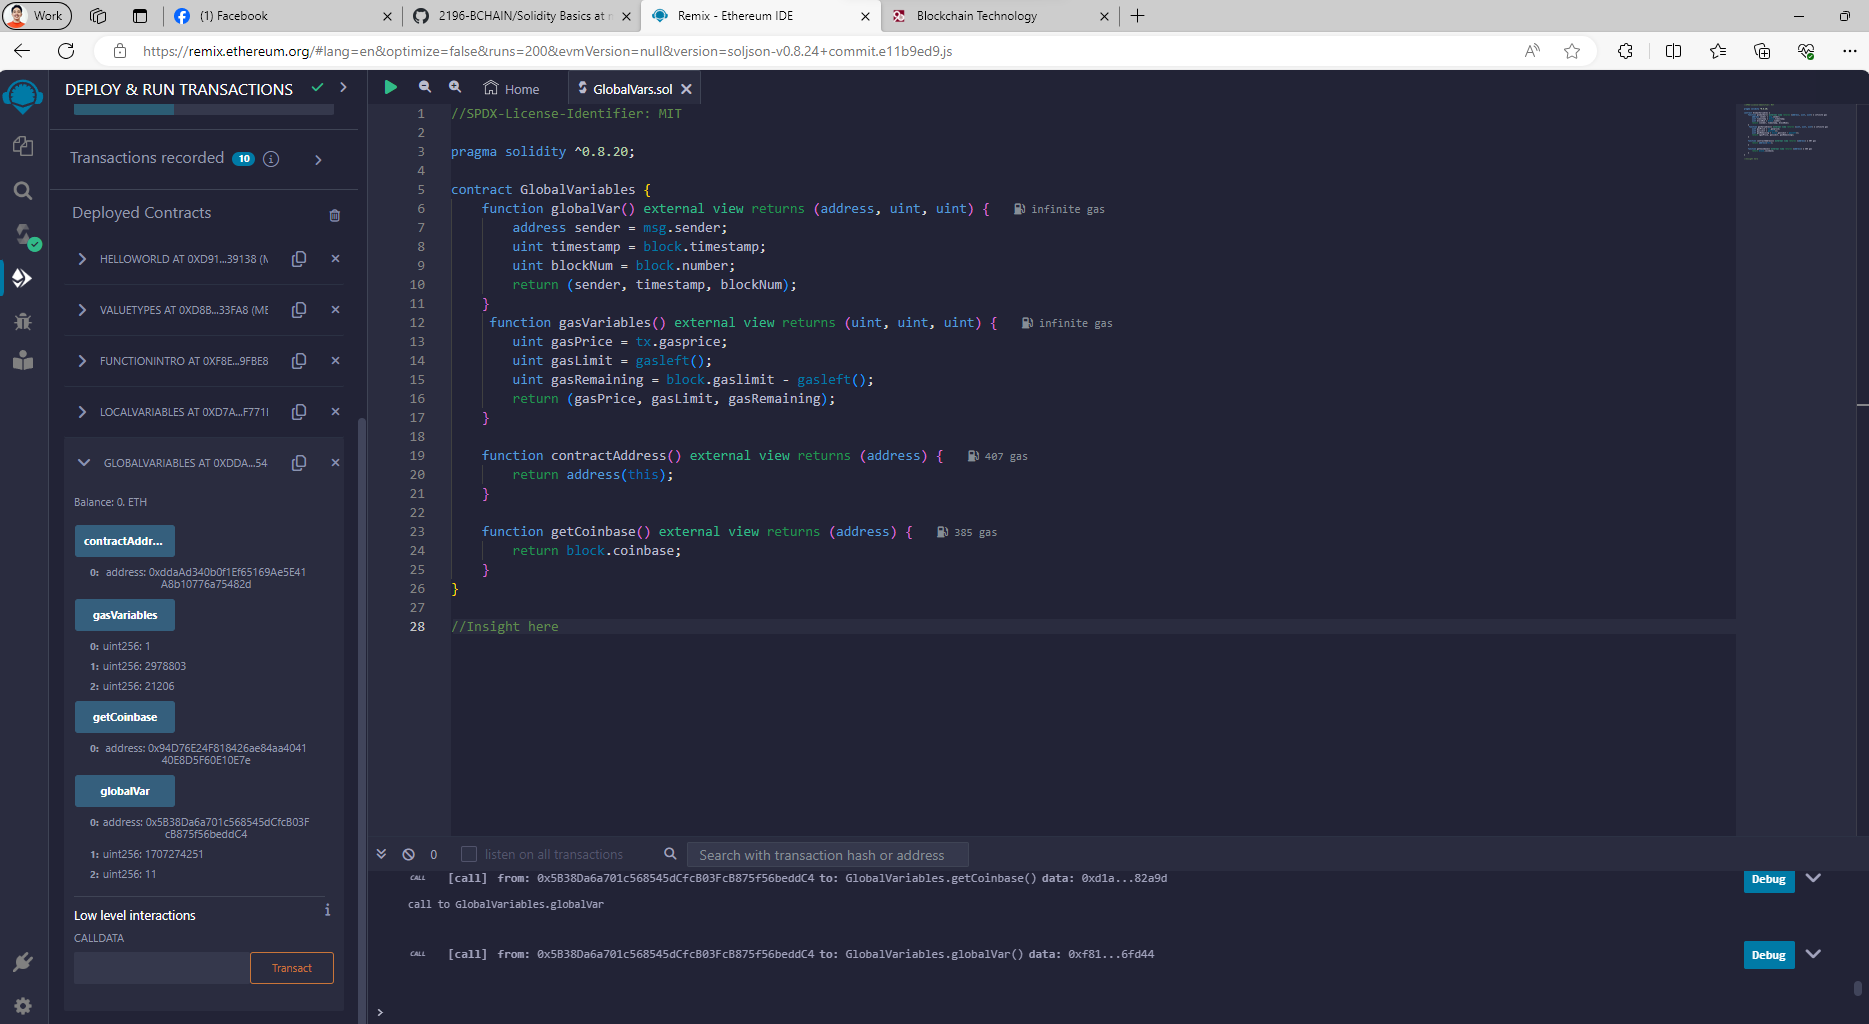 Work
(1) Facebook
2196-BCHAIN/Solidity Basics at
Remix - Ethereum IDE
Blockchain Technology
https://remix.ethereum.org/#lang=en&optimize=false&runs=200&evmVersion=null&version=soljson-v0.8.24+commit.e11b9ed9.js
DEPLOY & RUN TRANSACTIONS
Transactions recorded 10
Deployed Contracts
HELLOWORLD AT 0XD91...39138 (M
VALUETYPES AT 0XD8B...33FA8 (ME
FUNCTIONINTRO AT 0XF8E...9FBE8
LOCALVARIABLES AT 0XD7A...F771
GLOBALVARIABLES AT 0XDDA...54
Balance: 0. ETH
contractAddr...
0: address: 0xddaAd340b0f1Ef65169Ae5E41
A8b10776a75482d
gasVariables
0: uint256: 1
1: uint256: 2978803
2: uint256: 21206
getCoinbase
0: address: 0x94D76E24F818426ae84aa4041
40E8D5F60E10E7e
globalVar
0: address: 0x5B38Da6a701c568545dCfcB03F
cB875f56beddC4
1: uint256: 1707274251
2: uint256: 11
Low level interactions
CALLDATA
Transact
Home
GlobalVars.sol
1 //SPDX-License-Identifier: MIT
2
3 pragma solidity ^0.8.20;
4
5 contract GlobalVariables {
6 function globalVar() external view returns (address, uint, uint) { infinite gas
7 address sender = msg.sender;
8 uint timestamp = block.timestamp;
9 uint blockNum = block.number;
10 return (sender, timestamp, blockNum);
11 }
12 function gasVariables() external view returns (uint, uint, uint) { infinite gas
13 uint gasPrice = tx.gasprice;
14 uint gasLimit = gasleft();
15 uint gasRemaining = block.gaslimit - gasleft();
16 return (gasPrice, gasLimit, gasRemaining);
17 }
18
19 function contractAddress() external view returns (address) { 407 gas
20 return address(this);
21 }
22
23 function getCoinbase() external view returns (address) { 385 gas
24 return block.coinbase;
25 }
26 }
27
28 //Insight here
0
listen on all transactions
Search with transaction hash or address
CALL [call] from: 0x5B38Da6a701c568545dCfcB03FcB875f56beddC4 to: GlobalVariables.getCoinbase() data: 0xd1a...82a9d
Debug
call to GlobalVariables.globalVar
CALL [call] from: 0x5B38Da6a701c568545dCfcB03FcB875f56beddC4 to: GlobalVariables.globalVar() data: 0xf81...6fd44
Debug
>